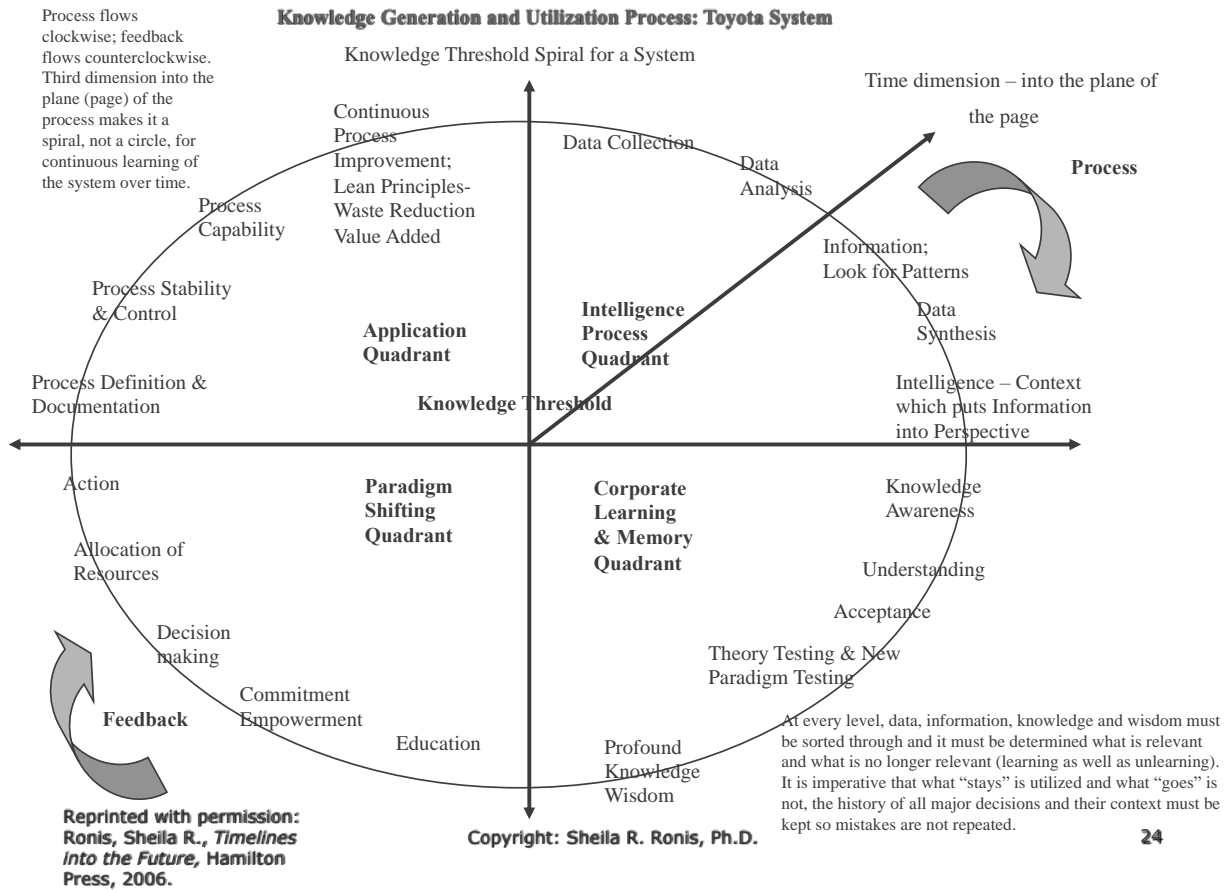 Process flows
clockwise; feedback
flows counterclockwise.
Third dimension into the
plane (page) of the
process makes it a
spiral, not a circle, for
continuous learning of
the system over time.
Knowledge Generation and Utilization Process: Toyota System
Knowledge Threshold Spiral for a System
Time dimension – into the plane of
the page
Process
Continuous
Process
Improvement;
Lean Principles-
Waste Reduction
Value Added
Data Collection
Data
Analysis
Process
Capability
Information;
Look for Patterns
Process Stability
& Control
Data
Synthesis
Application
Quadrant
Intelligence
Process
Quadrant
Process Definition &
Documentation
Knowledge Threshold
Intelligence – Context
which puts Information
into Perspective
Action
Paradigm
Shifting
Quadrant
Corporate
Learning
& Memory
Quadrant
Knowledge
Awareness
Allocation of
Resources
Understanding
Acceptance
Decision
making
Theory Testing & New
Paradigm Testing
Commitment
Empowerment
Feedback
Education
Profound
Knowledge
Wisdom
At every level, data, information, knowledge and wisdom must
be sorted through and it must be determined what is relevant
and what is no longer relevant (learning as well as unlearning).
It is imperative that what “stays” is utilized and what “goes” is
not, the history of all major decisions and their context must be
kept so mistakes are not repeated.
Reprinted with permission:
Ronis, Sheila R., Timelines
into the Future, Hamilton
Press, 2006.
Copyright: Sheila R. Ronis, Ph.D.
24